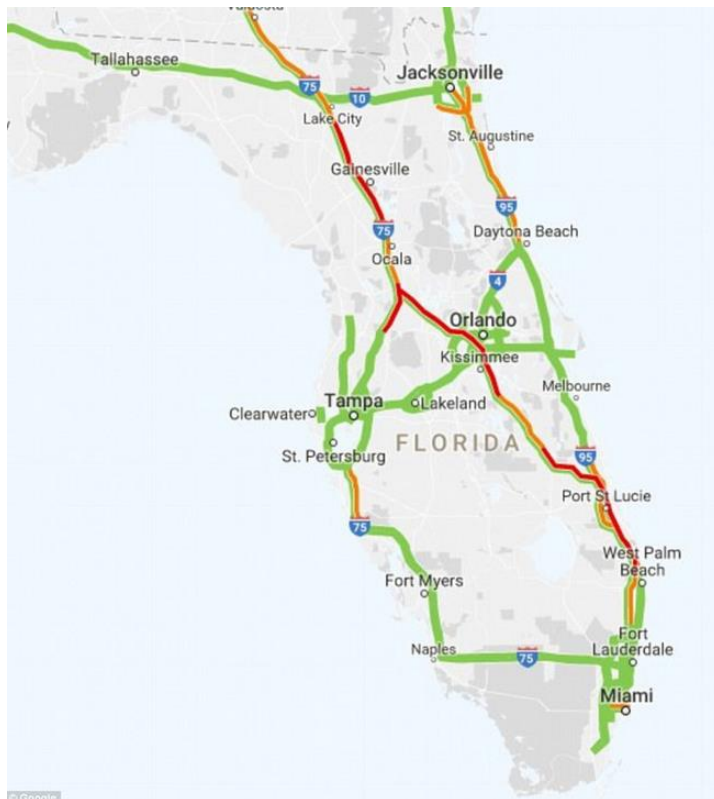 Valdosta
Tallahassee
75
10
Jacksonville
Lake City
St. Augustine
Gainesville
95
75
Daytona Beach
Ocala
4
Orlando
Kissimmee
Melbourne
Tampa
Lakeland
Clearwater
FLORIDA
St. Petersburg
95
Port St Lucie
75
West Palm
Beach
Fort Myers
Fort
Lauderdale
Naples
75
Miami
© Google